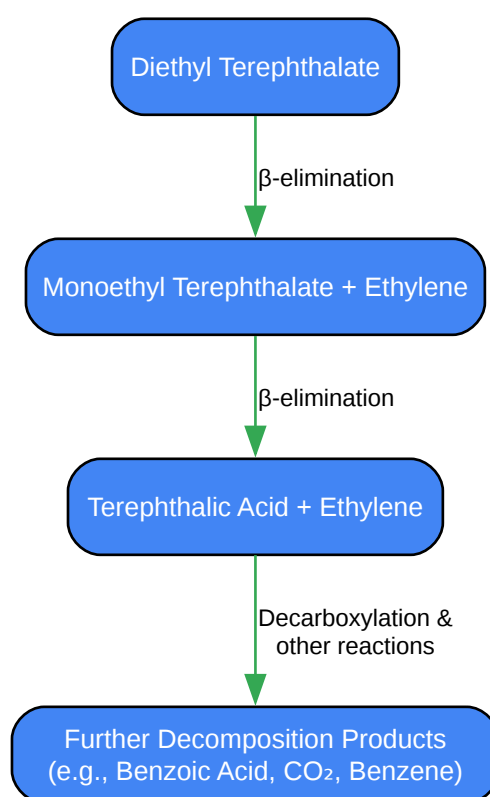 Diethyl Terephthalate
β-elimination
Monoethyl Terephthalate + Ethylene
β-elimination
Terephthalic Acid + Ethylene
Decarboxylation &
other reactions
Further Decomposition Products
(e.g., Benzoic Acid, CO₂, Benzene)